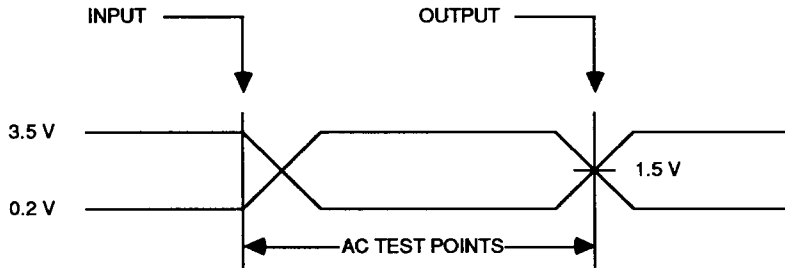 INPUT
OUTPUT
3.5 V
1.5 V
0.2 V
AC TEST POINTS